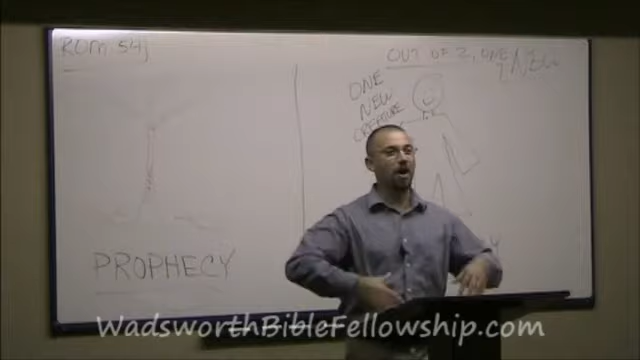 ROM 5:4
OUT OF 2, ONE
NEW
ONE
NEW
CREATURE
PROPHECY
WadsworthBibleFellowship.com